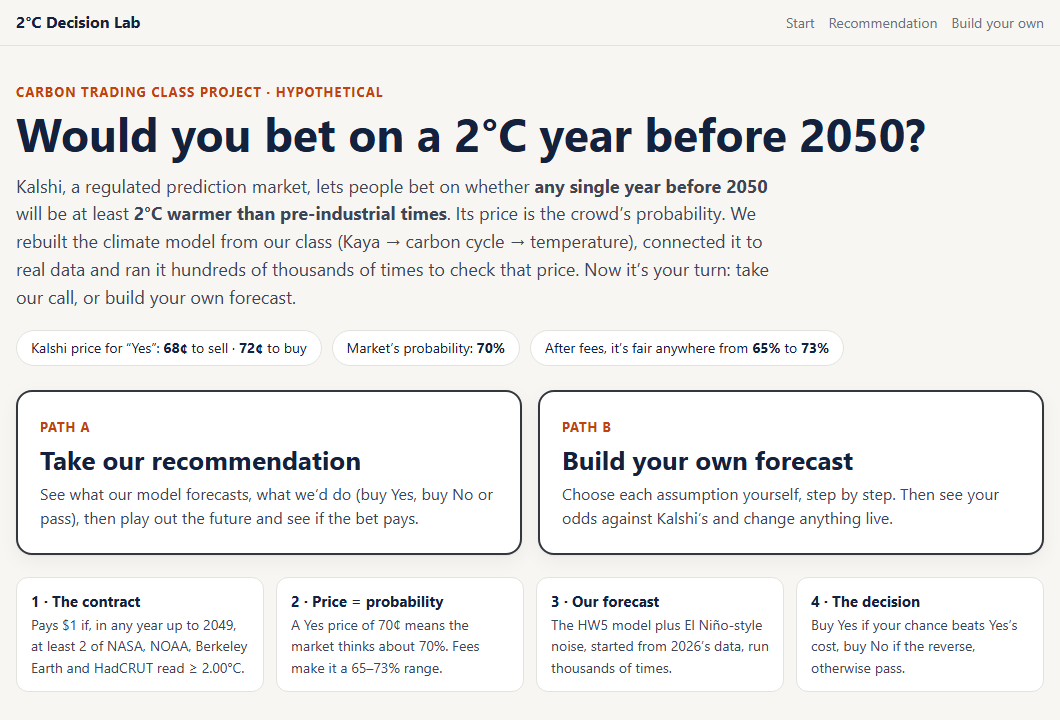 2°C Decision Lab
Start Recommendation Build your own
CARBON TRADING CLASS PROJECT · HYPOTHETICAL
Would you bet on a 2°C year before 2050?
Kalshi, a regulated prediction market, lets people bet on whether any single year before 2050
will be at least 2°C warmer than pre-industrial times. Its price is the crowd’s probability. We
rebuilt the climate model from our class (Kaya → carbon cycle → temperature), connected it to
real data and ran it hundreds of thousands of times to check that price. Now it’s your turn: take
our call, or build your own forecast.
Kalshi price for “Yes”: 68¢ to sell · 72¢ to buy
Market’s probability: 70%
After fees, it’s fair anywhere from 65% to 73%
PATH A
Take our recommendation
See what our model forecasts, what we’d do (buy Yes, buy No or
pass), then play out the future and see if the bet pays.
PATH B
Build your own forecast
Choose each assumption yourself, step by step. Then see your
odds against Kalshi’s and change anything live.
1 · The contract
Pays $1 if, in any year up to 2049,
at least 2 of NASA, NOAA, Berkeley
Earth and HadCRUT read ≥ 2.00°C.
2 · Price = probability
A Yes price of 70¢ means the
market thinks about 70%. Fees
make it a 65–73% range.
3 · Our forecast
The HW5 model plus El Niño-style
noise, started from 2026’s data, run
thousands of times.
4 · The decision
Buy Yes if your chance beats Yes’s
cost, buy No if the reverse,
otherwise pass.